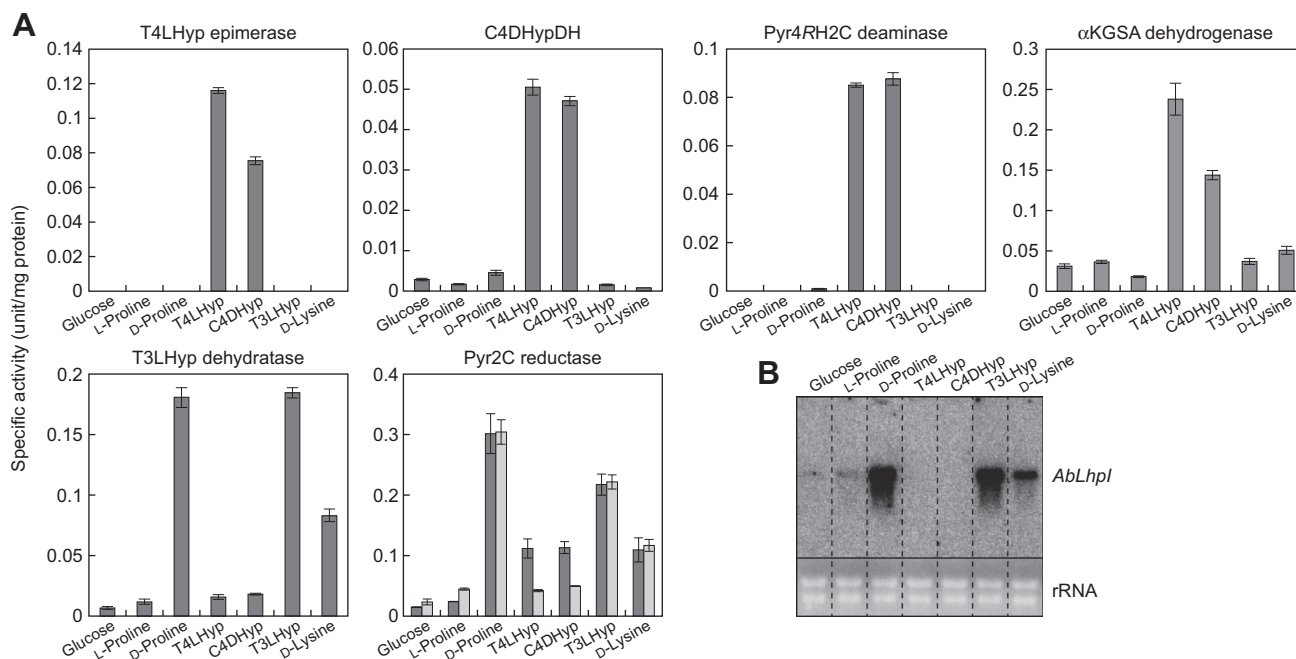 A
T4LHyp epimerase
C4DHypDH
Pyr4RH2C deaminase
αKGSA dehydrogenase
Specific activity (unit/mg protein)
0.14
0.12
0.1
0.08
0.06
0.04
0.02
0
Glucose
L-Proline
D-Proline
T4LHyp
C4DHyp
T3LHyp
D-Lysine
0.06
0.05
0.04
0.03
0.02
0.01
0
Glucose
L-Proline
D-Proline
T4LHyp
C4DHyp
T3LHyp
D-Lysine
0.1
0.08
0.06
0.04
0.02
0
Glucose
L-Proline
D-Proline
T4LHyp
C4DHyp
T3LHyp
D-Lysine
0.3
0.25
0.2
0.15
0.1
0.05
0
Glucose
L-Proline
D-Proline
T4LHyp
C4DHyp
T3LHyp
D-Lysine
T3LHyp dehydratase
0.2
0.15
0.1
0.05
0
Glucose
L-Proline
D-Proline
T4LHyp
C4DHyp
T3LHyp
D-Lysine
Pyr2C reductase
0.4
0.3
0.2
0.1
0
Glucose
L-Proline
D-Proline
T4LHyp
C4DHyp
T3LHyp
D-Lysine
B
Glucose
L-Proline
D-Proline
T4LHyp
C4DHyp
T3LHyp
D-Lysine
AbLhpI
rRNA